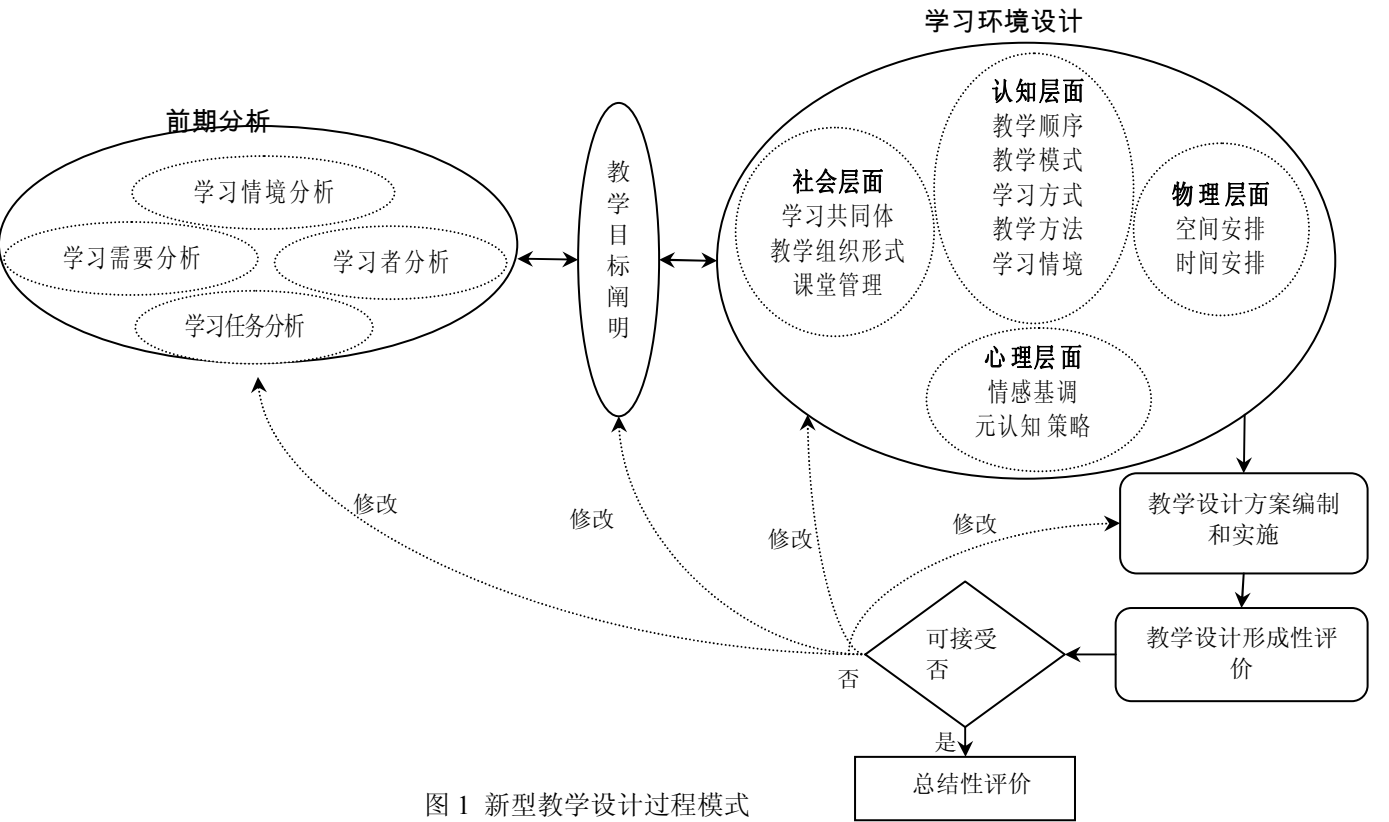 学习环境设计
前期分析
学习情境分析
学习需要分析
学习者分析
学习任务分析
教
学
目
标
阐
明
社会层面
学习共同体
教学组织形式
课堂管理
认知层面
教学顺序
教学模式
学习方式
教学方法
学习情境
物理层面
空间安排
时间安排
心理层面
情感基调
元认知策略
修改
修改
修改
修改
教学设计方案编制
和实施
教学设计形成性评
价
可接受
否
否
是
总结性评价
图 1 新型教学设计过程模式